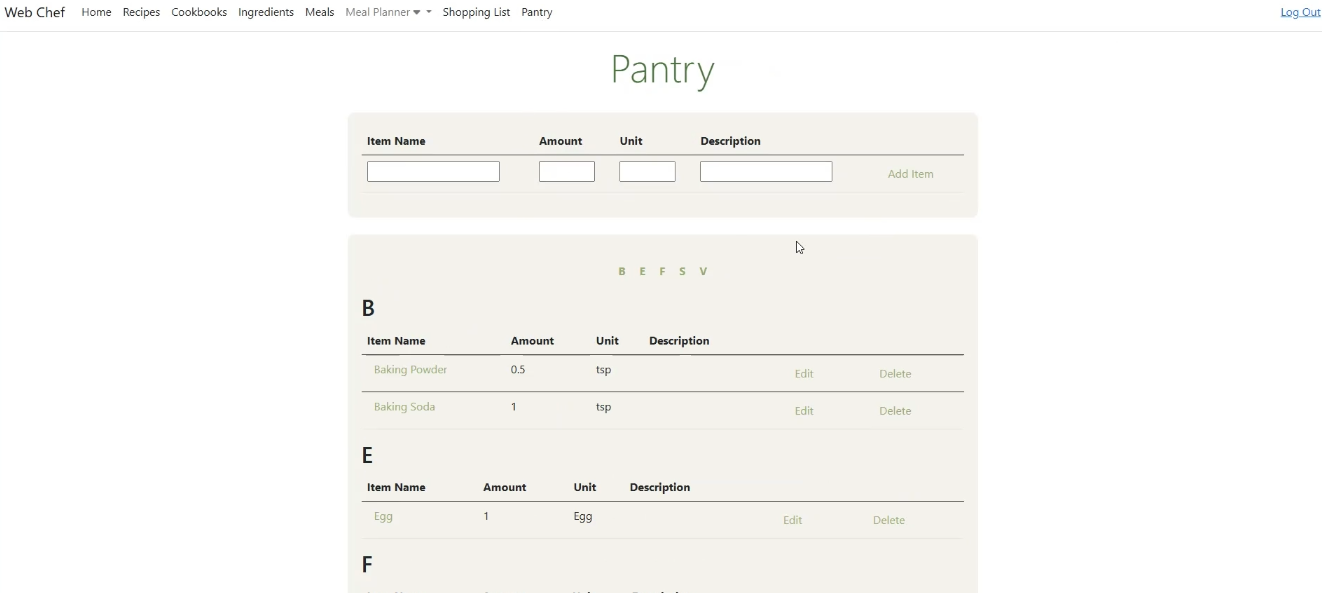 Web Chef Home Recipes Cookbooks Ingredients Meals Meal Planner Shopping List Pantry Log Out
Pantry
Item Name Amount Unit Description
Add Item
B E F S V
B
Item Name Amount Unit Description
Baking Powder 0.5 tsp Edit Delete
Baking Soda 1 tsp Edit Delete
E
Item Name Amount Unit Description
Egg 1 Egg Edit Delete
F